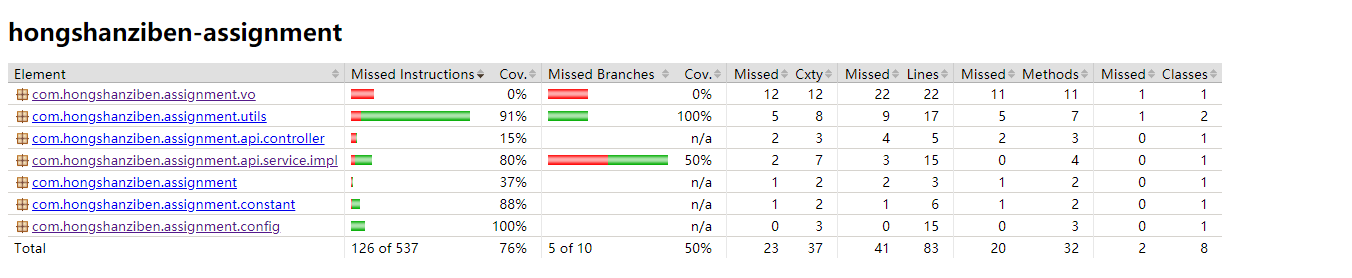 hongshanziben-assignment
Element Missed Instructions Cov. Missed Branches Cov. Missed Cxty Missed Lines Missed Methods Missed Classes
com.hongshanziben.assignment.vo 0% 0% 12 12 22 22 11 11 1 1
com.hongshanziben.assignment.utils 91% 100% 5 8 9 17 5 7 1 2
com.hongshanziben.assignment.api.controller 15% n/a 2 3 4 5 2 3 0 1
com.hongshanziben.assignment.api.service.impl 80% 50% 2 7 3 15 0 4 0 1
com.hongshanziben.assignment 37% n/a 1 2 2 3 1 2 0 1
com.hongshanziben.assignment.constant 88% n/a 1 2 1 6 1 2 0 1
com.hongshanziben.assignment.config 100% n/a 0 3 0 15 0 3 0 1
Total 126 of 537 76% 5 of 10 50% 23 37 41 83 20 32 2 8